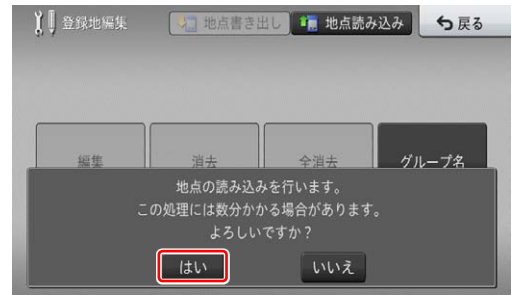 登録地編集
地点書き出し
地点読み込み
戻る
編集
消去
全消去
グループ名
地点の読み込みを行います。
この処理には数分かかる場合があります。
よろしいですか？
はい
いいえ